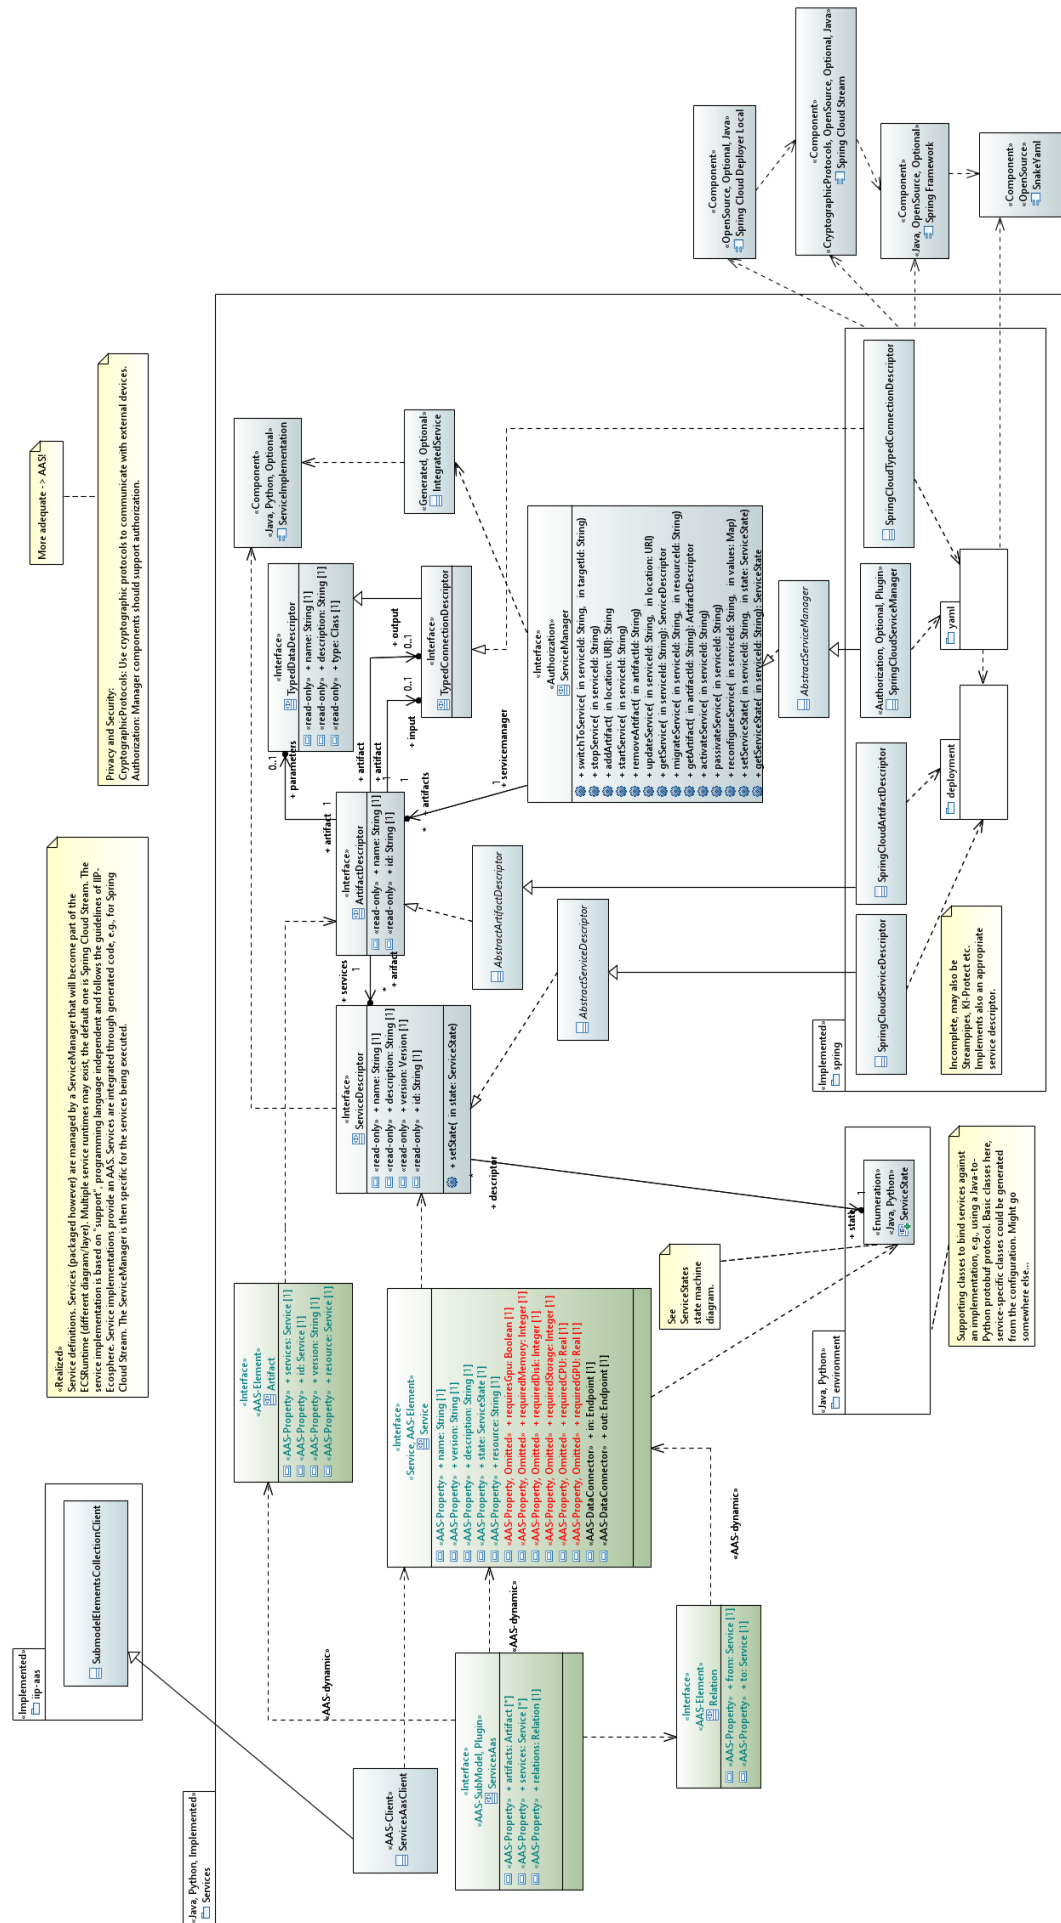 «Java, Python, Implemented»
Services
«Implemented»
iip-aas
SubmodelElementsCollectionClient
«Realized»
Service definitions. Services (packaged however) are managed by a ServiceManager that will become part of the
ECSRuntime (different diagram/layer). Multiple service runtimes may exist, the default one is Spring Cloud Stream. The
service implementation is based on "support", programming language independent and follows the guidelines of IIP-
Ecosphere. Service implementations provide an AAS. Services are integrated through generated code, e.g., for Spring
Cloud Stream. The ServiceManager is then specific for the services being executed.
More adequate -> AAS!
Privacy and Security:
CryptographicProtocols: Use cryptographic protocols to communicate with external devices.
Authorization: Manager components should support authorization.
«AAS-Client»
ServicesAasClient
«Interface»
«AAS-SubModel, Plugin»
ServicesAas
«AAS-Property» + artifacts: Artifact [*]
«AAS-Property» + services: Service [*]
«AAS-Property» + relations: Relation [1]
«AAS-dynamic»
«AAS-dynamic»
«AAS-dynamic»
«Interface»
«AAS-Element»
Relation
«AAS-Property» + from: Service [1]
«AAS-Property» + to: Service [1]
«Interface»
«AAS-Element»
Artifact
«AAS-Property» + services: Service [1]
«AAS-Property» + id: Service [1]
«AAS-Property» + version: String [1]
«AAS-Property» + resource: Service [1]
«Interface»
«Service_AAS-Element»
Service
«AAS-Property» + name: String [1]
«AAS-Property» + version: String [1]
«AAS-Property» + description: String [1]
«AAS-Property» + state: ServiceState [1]
«AAS-Property» + resource: String [1]
«AAS-Property, Omitted» + requiresGpu: Boolean [1]
«AAS-Property, Omitted» + requiredMemory: Integer [1]
«AAS-Property, Omitted» + requiredDisk: Integer [1]
«AAS-Property, Omitted» + requiredStorage: Integer [1]
«AAS-Property, Omitted» + requiredCPU: Real [1]
«AAS-Property, Omitted» + requiredGPU: Real [1]
«AAS-DataConnector» + in: Endpoint [1]
«AAS-DataConnector» + out: Endpoint [1]
See
ServiceStates
state machine
diagram.
«Java, Python»
environment
«Enumeration»
«Java, Python»
ServiceState
+ state
1
Supporting classes to bind services against
an implementation, e.g., using a Java-to-
Python protobuf protocol. Basic classes here,
service-specific classes could be generated
from the configuration. Might go
somewhere else...
«Interface»
ServiceDescriptor
«read-only» + name: String [1]
«read-only» + description: String [1]
«read-only» + version: Version [1]
«read-only» + id: String [1]
+ setState( in state: ServiceState)
*
+ descriptor
+ services
*
1
+ arifact
«Interface»
ArtifactDescriptor
«read-only» + name: String [1]
«read-only» + id: String [1]
+ artifact
1
+ parameters
0..1
+ artifact
+ artifact
1
1
+ input
0..1
+ output
0..1
+ artifacts
*
1
+ servicemanager
«Interface»
TypedDataDescriptor
«read-only» + name: String [1]
«read-only» + description: String [1]
«read-only» + type: Class [1]
«Interface»
TypedConnectionDescriptor
«Component»
«Java, Python, Optional»
ServiceImplementation
«Generated, Optional»
IntegratedService
AbstractArtifactDescriptor
AbstractServiceDescriptor
«Interface»
«Authorization»
ServiceManager
+ switchToService( in serviceId: String, in targetId: String)
+ stopService( in serviceId: String)
+ addArtifact( in location: URI): String
+ startService( in serviceId: String)
+ removeArtifact( in artifactId: String)
+ updateService( in serviceId: String, in location: URI)
+ getService( in serviceId: String): ServiceDescriptor
+ migrateService( in serviceId: String, in resourceId: String)
+ getArtifact( in artifactId: String): ArtifactDescriptor
+ activateService( in serviceId: String)
+ passivateService( in serviceId: String)
+ reconfigureService( in serviceId: String, in values: Map)
+ setServiceState( in serviceId: String, in state: ServiceState)
+ getServiceState( in serviceId: String): ServiceState
AbstractServiceManager
«Implemented»
spring
SpringCloudServiceDescriptor
SpringCloudArtifactDescriptor
«Authorization, Optional, Plugin»
SpringCloudServiceManager
SpringCloudTypedConnectionDescriptor
Incomplete, may also be
Streampipes, KI-Protect etc.
Implements also an appropriate
service descriptor.
deployment
yaml
«Component»
«OpenSource, Optional, Java»
Spring Cloud Deployer Local
«Component»
«CryptographicProtocols, OpenSource, Optional, Java»
Spring Cloud Stream
«Component»
«Java, OpenSource, Optional»
Spring Framework
«Component»
«OpenSource»
SnakeYaml